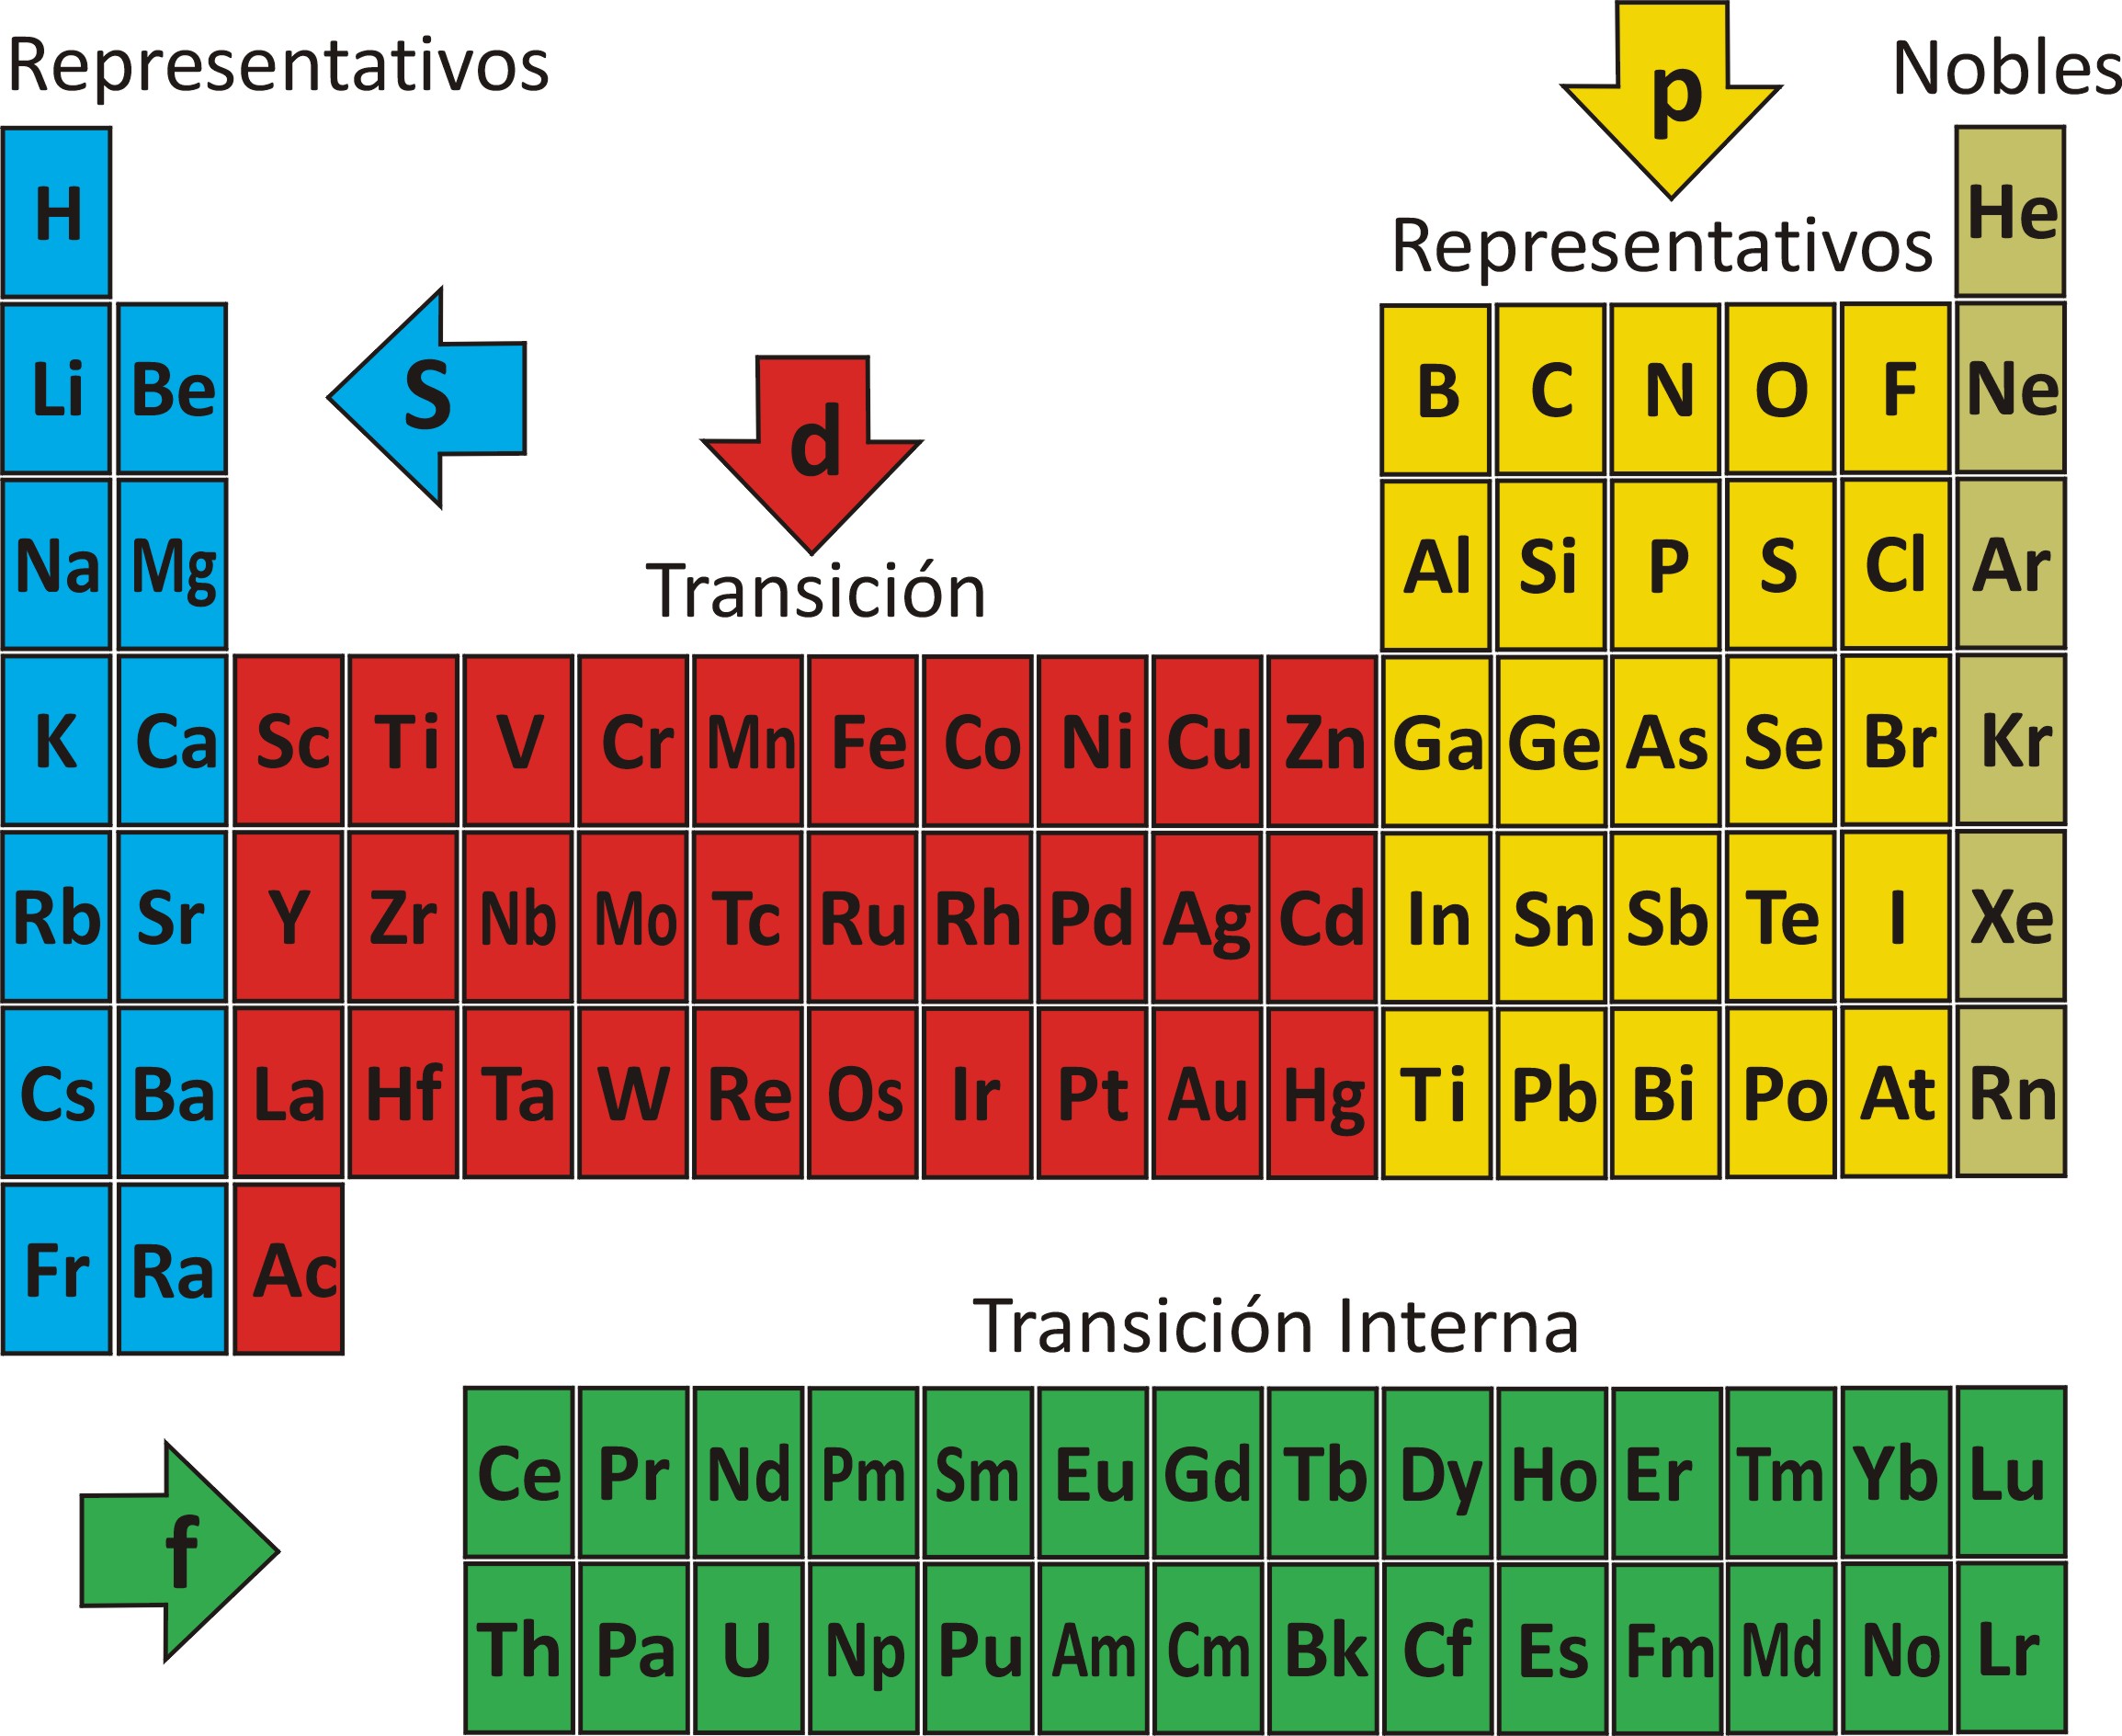 Representativos
p
Nobles
H
Representativos
He
Li Be
S
d
B C N O F Ne
Na Mg
Transición
Al Si P S Cl Ar
K Ca Sc Ti V Cr Mn Fe Co Ni Cu Zn Ga Ge As Se Br Kr
Rb Sr Y Zr Nb Mo Tc Ru Rh Pd Ag Cd In Sn Sb Te I Xe
Cs Ba La Hf Ta W Re Os Ir Pt Au Hg Ti Pb Bi Po At Rn
Fr Ra Ac
Transición Interna
f
Ce Pr Nd Pm Sm Eu Gd Tb Dy Ho Er Tm Yb Lu
Th Pa U Np Pu Am Cm Bk Cf Es Fm Md No Lr